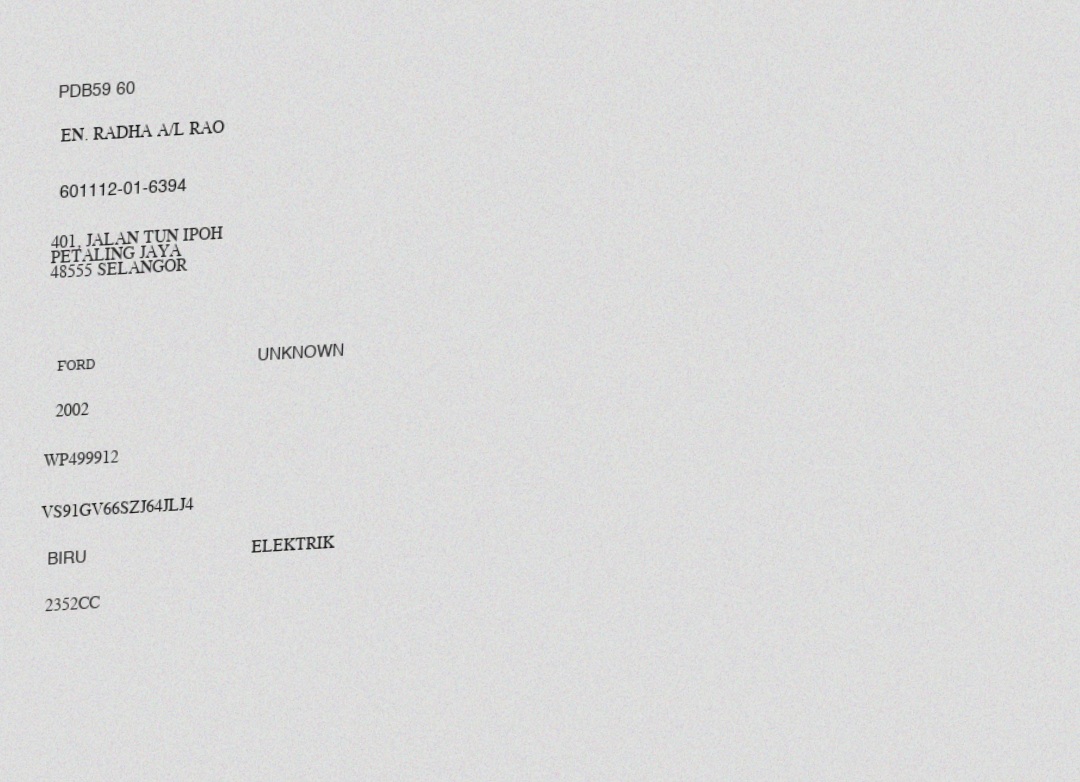 PDB59 60
EN. RADHA A/L RAO
601112-01-6394
401, JALAN TUN IPOH
PETALING JAYA
48555 SELANGOR
FORD UNKNOWN
2002
WP499912
VS91GV66SZJ64JLJ4
BIRU ELEKTRIK
2352CC